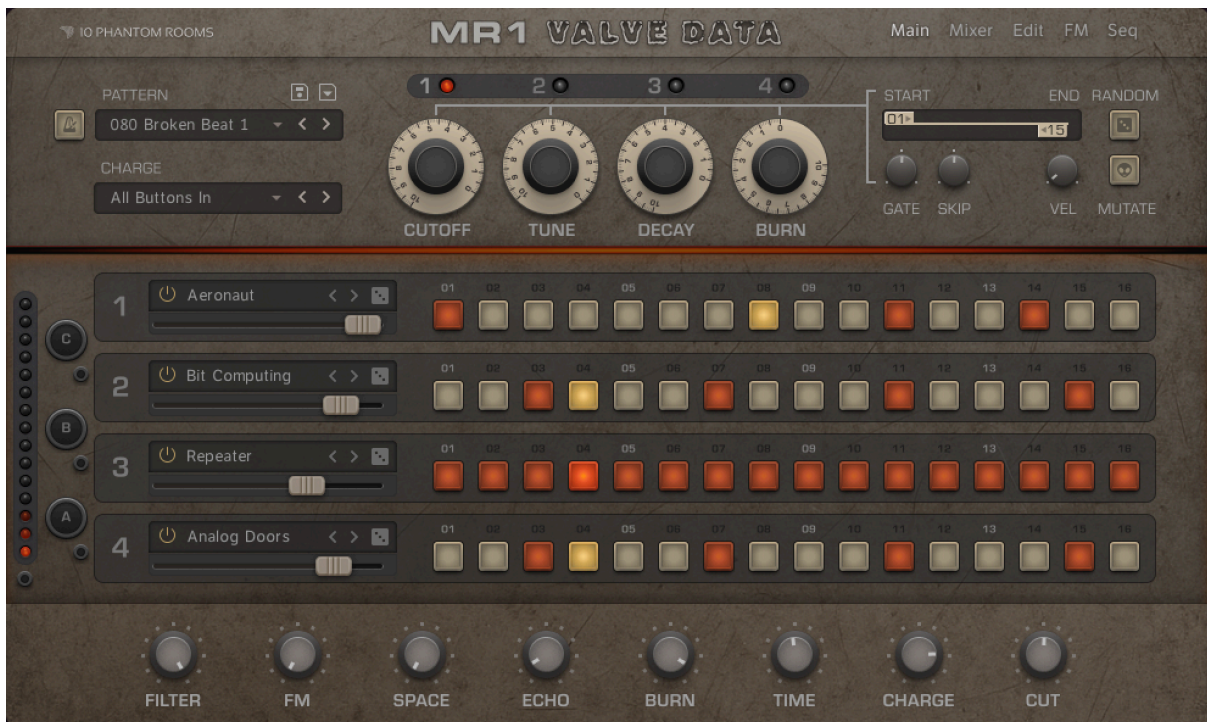 10 PHANTOM ROOMS
MR1 VALVE DATA
Main Mixer Edit FM Seq
PATTERN
080 Broken Beat 1
CHARGE
All Buttons In
1 2 3 4
CUTOFF TUNE DECAY BURN
START END RANDOM
01 15
GATE SKIP VEL MUTATE
C
B
A
1 Aeronaut
01 02 03 04 05 06 07 08 09 10 11 12 13 14 15 16
2 Bit Computing
01 02 03 04 05 06 07 08 09 10 11 12 13 14 15 16
3 Repeater
01 02 03 04 05 06 07 08 09 10 11 12 13 14 15 16
4 Analog Doors
01 02 03 04 05 06 07 08 09 10 11 12 13 14 15 16
FILTER FM SPACE ECHO BURN TIME CHARGE CUT